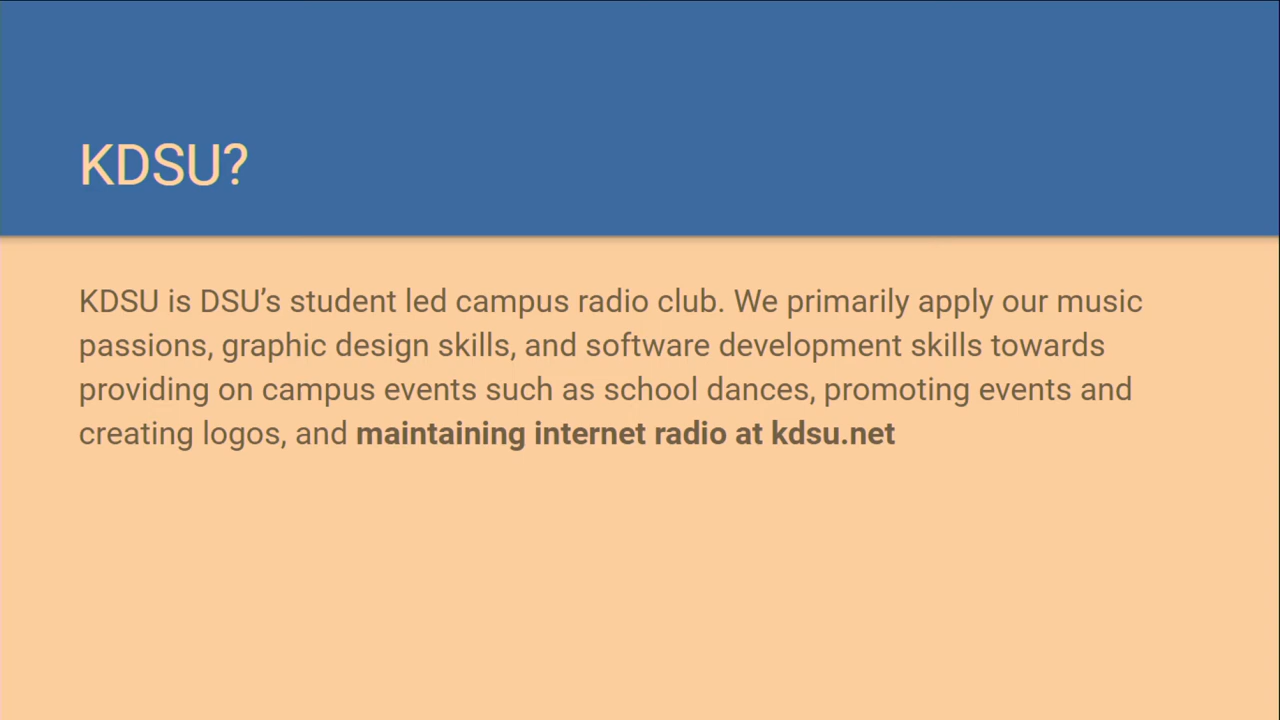 KDSU?
KDSU is DSU’s student led campus radio club. We primarily apply our music
passions, graphic design skills, and software development skills towards
providing on campus events such as school dances, promoting events and
creating logos, and maintaining internet radio at kdsu.net